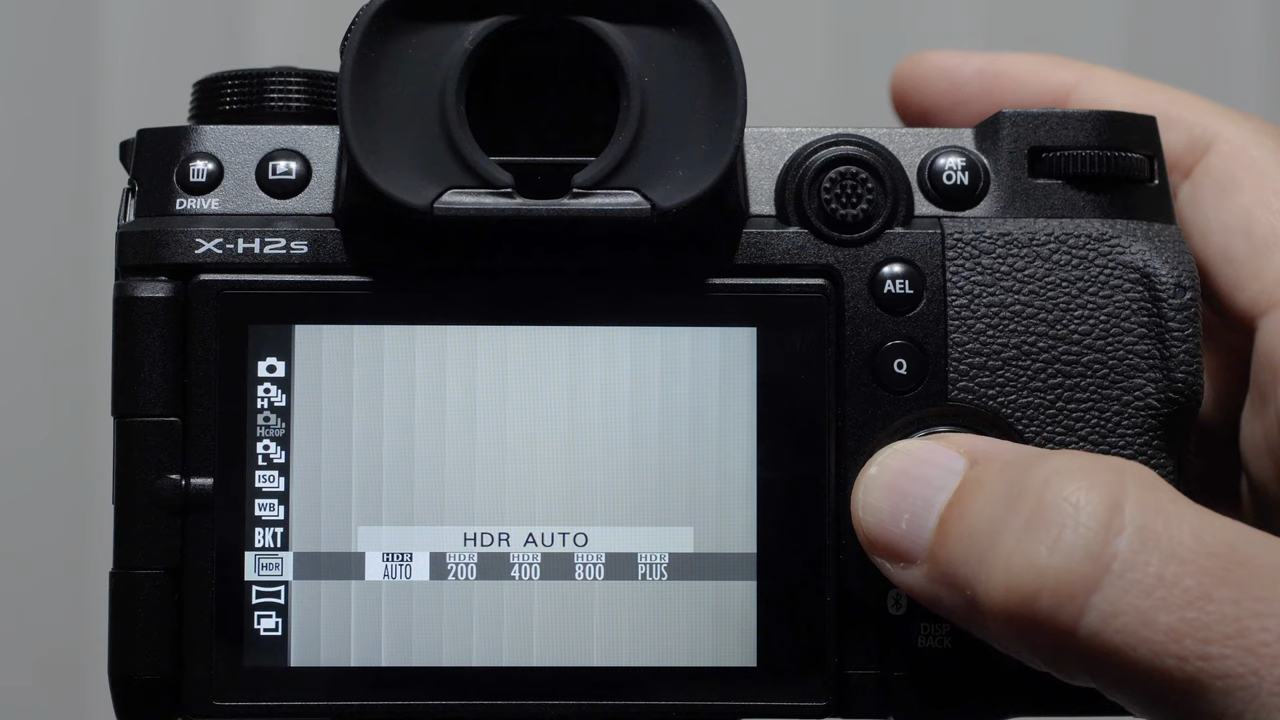 DRIVE
AF
ON
X-H2S
AEL
Q
H
HCROP
L
ISO
WB
BKT
HDR AUTO
HDR HDR HDR HDR HDR HDR
AUTO 200 400 800 PLUS
DISP
BACK